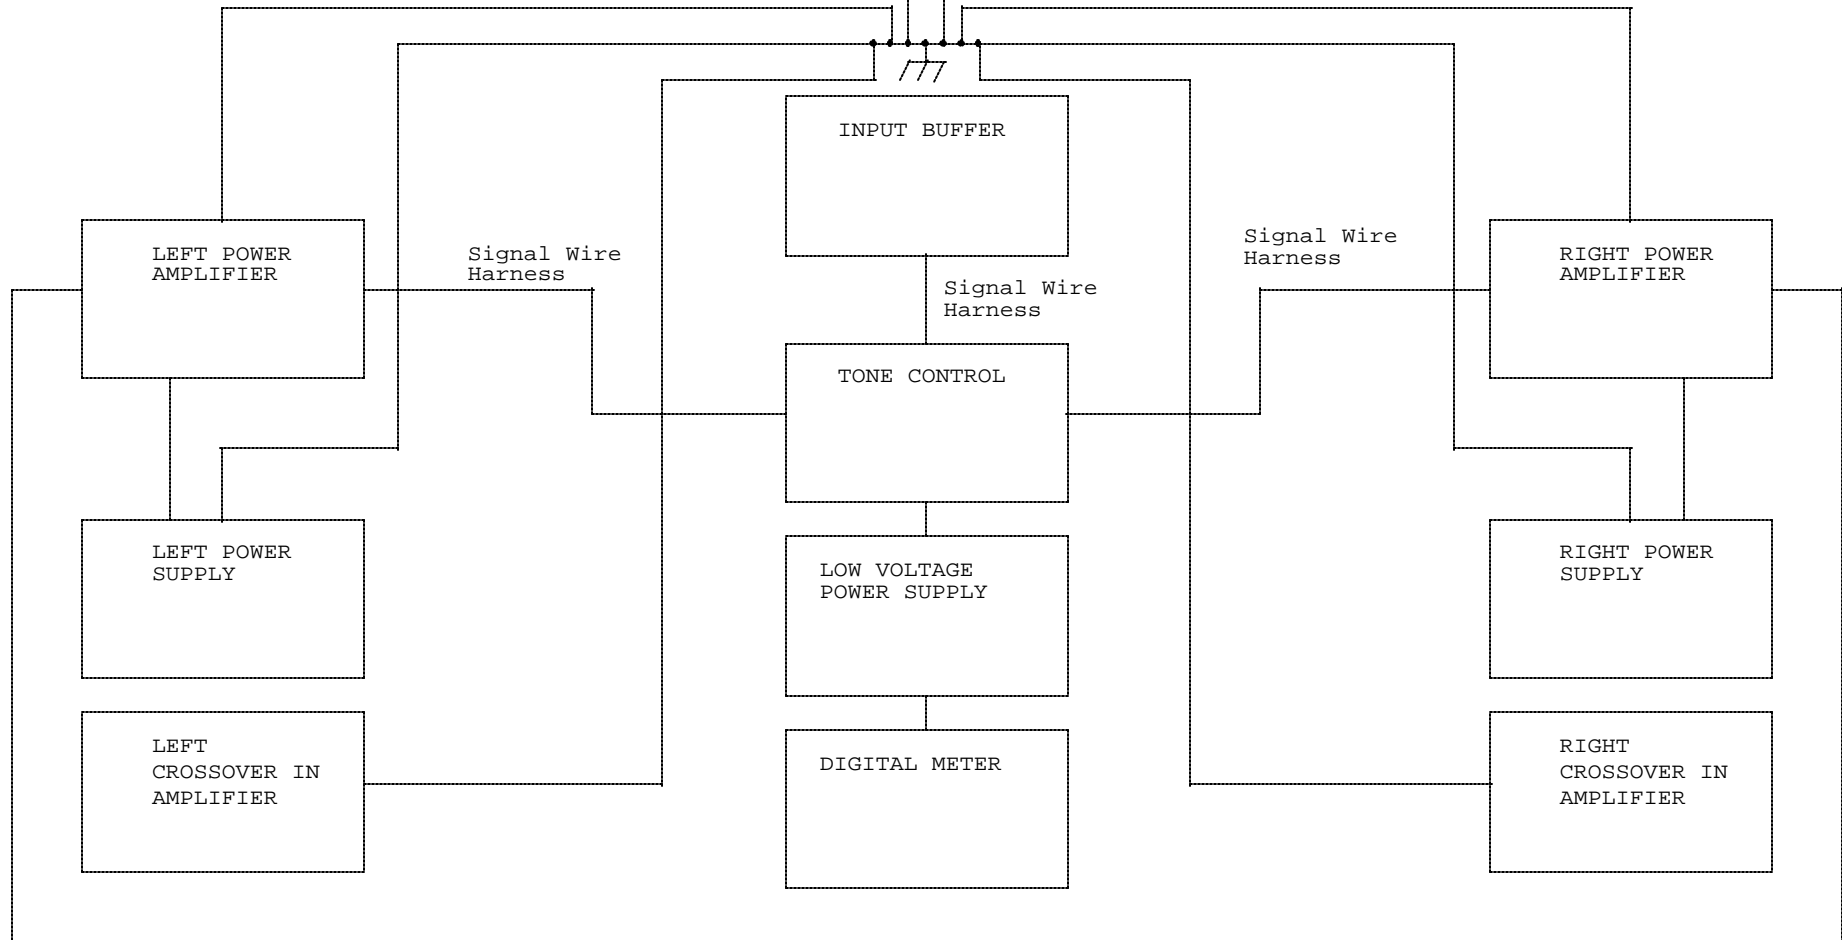 INPUT BUFFER
LEFT POWER
AMPLIFIER
Signal Wire
Harness
Signal Wire
Harness
Signal Wire
Harness
RIGHT POWER
AMPLIFIER
TONE CONTROL
LEFT POWER
SUPPLY
LOW VOLTAGE
POWER SUPPLY
RIGHT POWER
SUPPLY
LEFT
CROSSOVER IN
AMPLIFIER
DIGITAL METER
RIGHT
CROSSOVER IN
AMPLIFIER